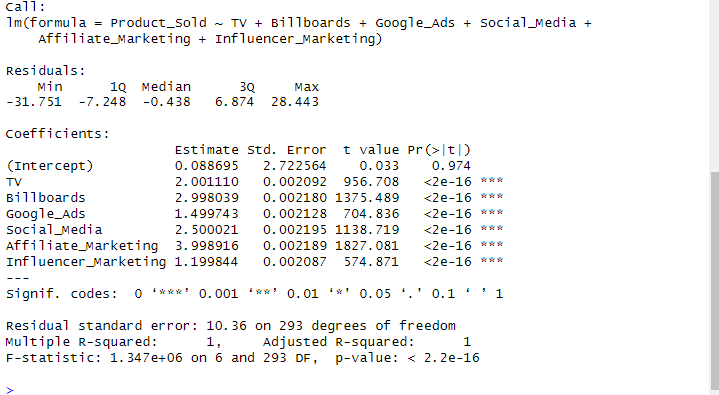 Call:
lm(formula = Product_Sold ~ TV + Billboards + Google_Ads + Social_Media +
    Affiliate_Marketing + Influencer_Marketing)

Residuals:
    Min      1Q  Median      3Q     Max
-31.751  -7.248  -0.438   6.874  28.443

Coefficients:
                      Estimate Std. Error  t value Pr(>|t|)
(Intercept)           0.088695   2.722564    0.033    0.974
TV                    2.001110   0.002092  956.708   <2e-16 ***
Billboards            2.998039   0.002180 1375.489   <2e-16 ***
Google_Ads            1.499743   0.002128  704.836   <2e-16 ***
Social_Media          2.500021   0.002195 1138.719   <2e-16 ***
Affiliate_Marketing   3.998916   0.002189 1827.081   <2e-16 ***
Influencer_Marketing 1.199844   0.002087  574.871   <2e-16 ***
---
Signif. codes:  0 ‘***’ 0.001 ‘**’ 0.01 ‘*’ 0.05 ‘.’ 0.1 ‘ ’ 1

Residual standard error: 10.36 on 293 degrees of freedom
Multiple R-squared:      1,	Adjusted R-squared:      1
F-statistic: 1.347e+06 on 6 and 293 DF,  p-value: < 2.2e-16

>